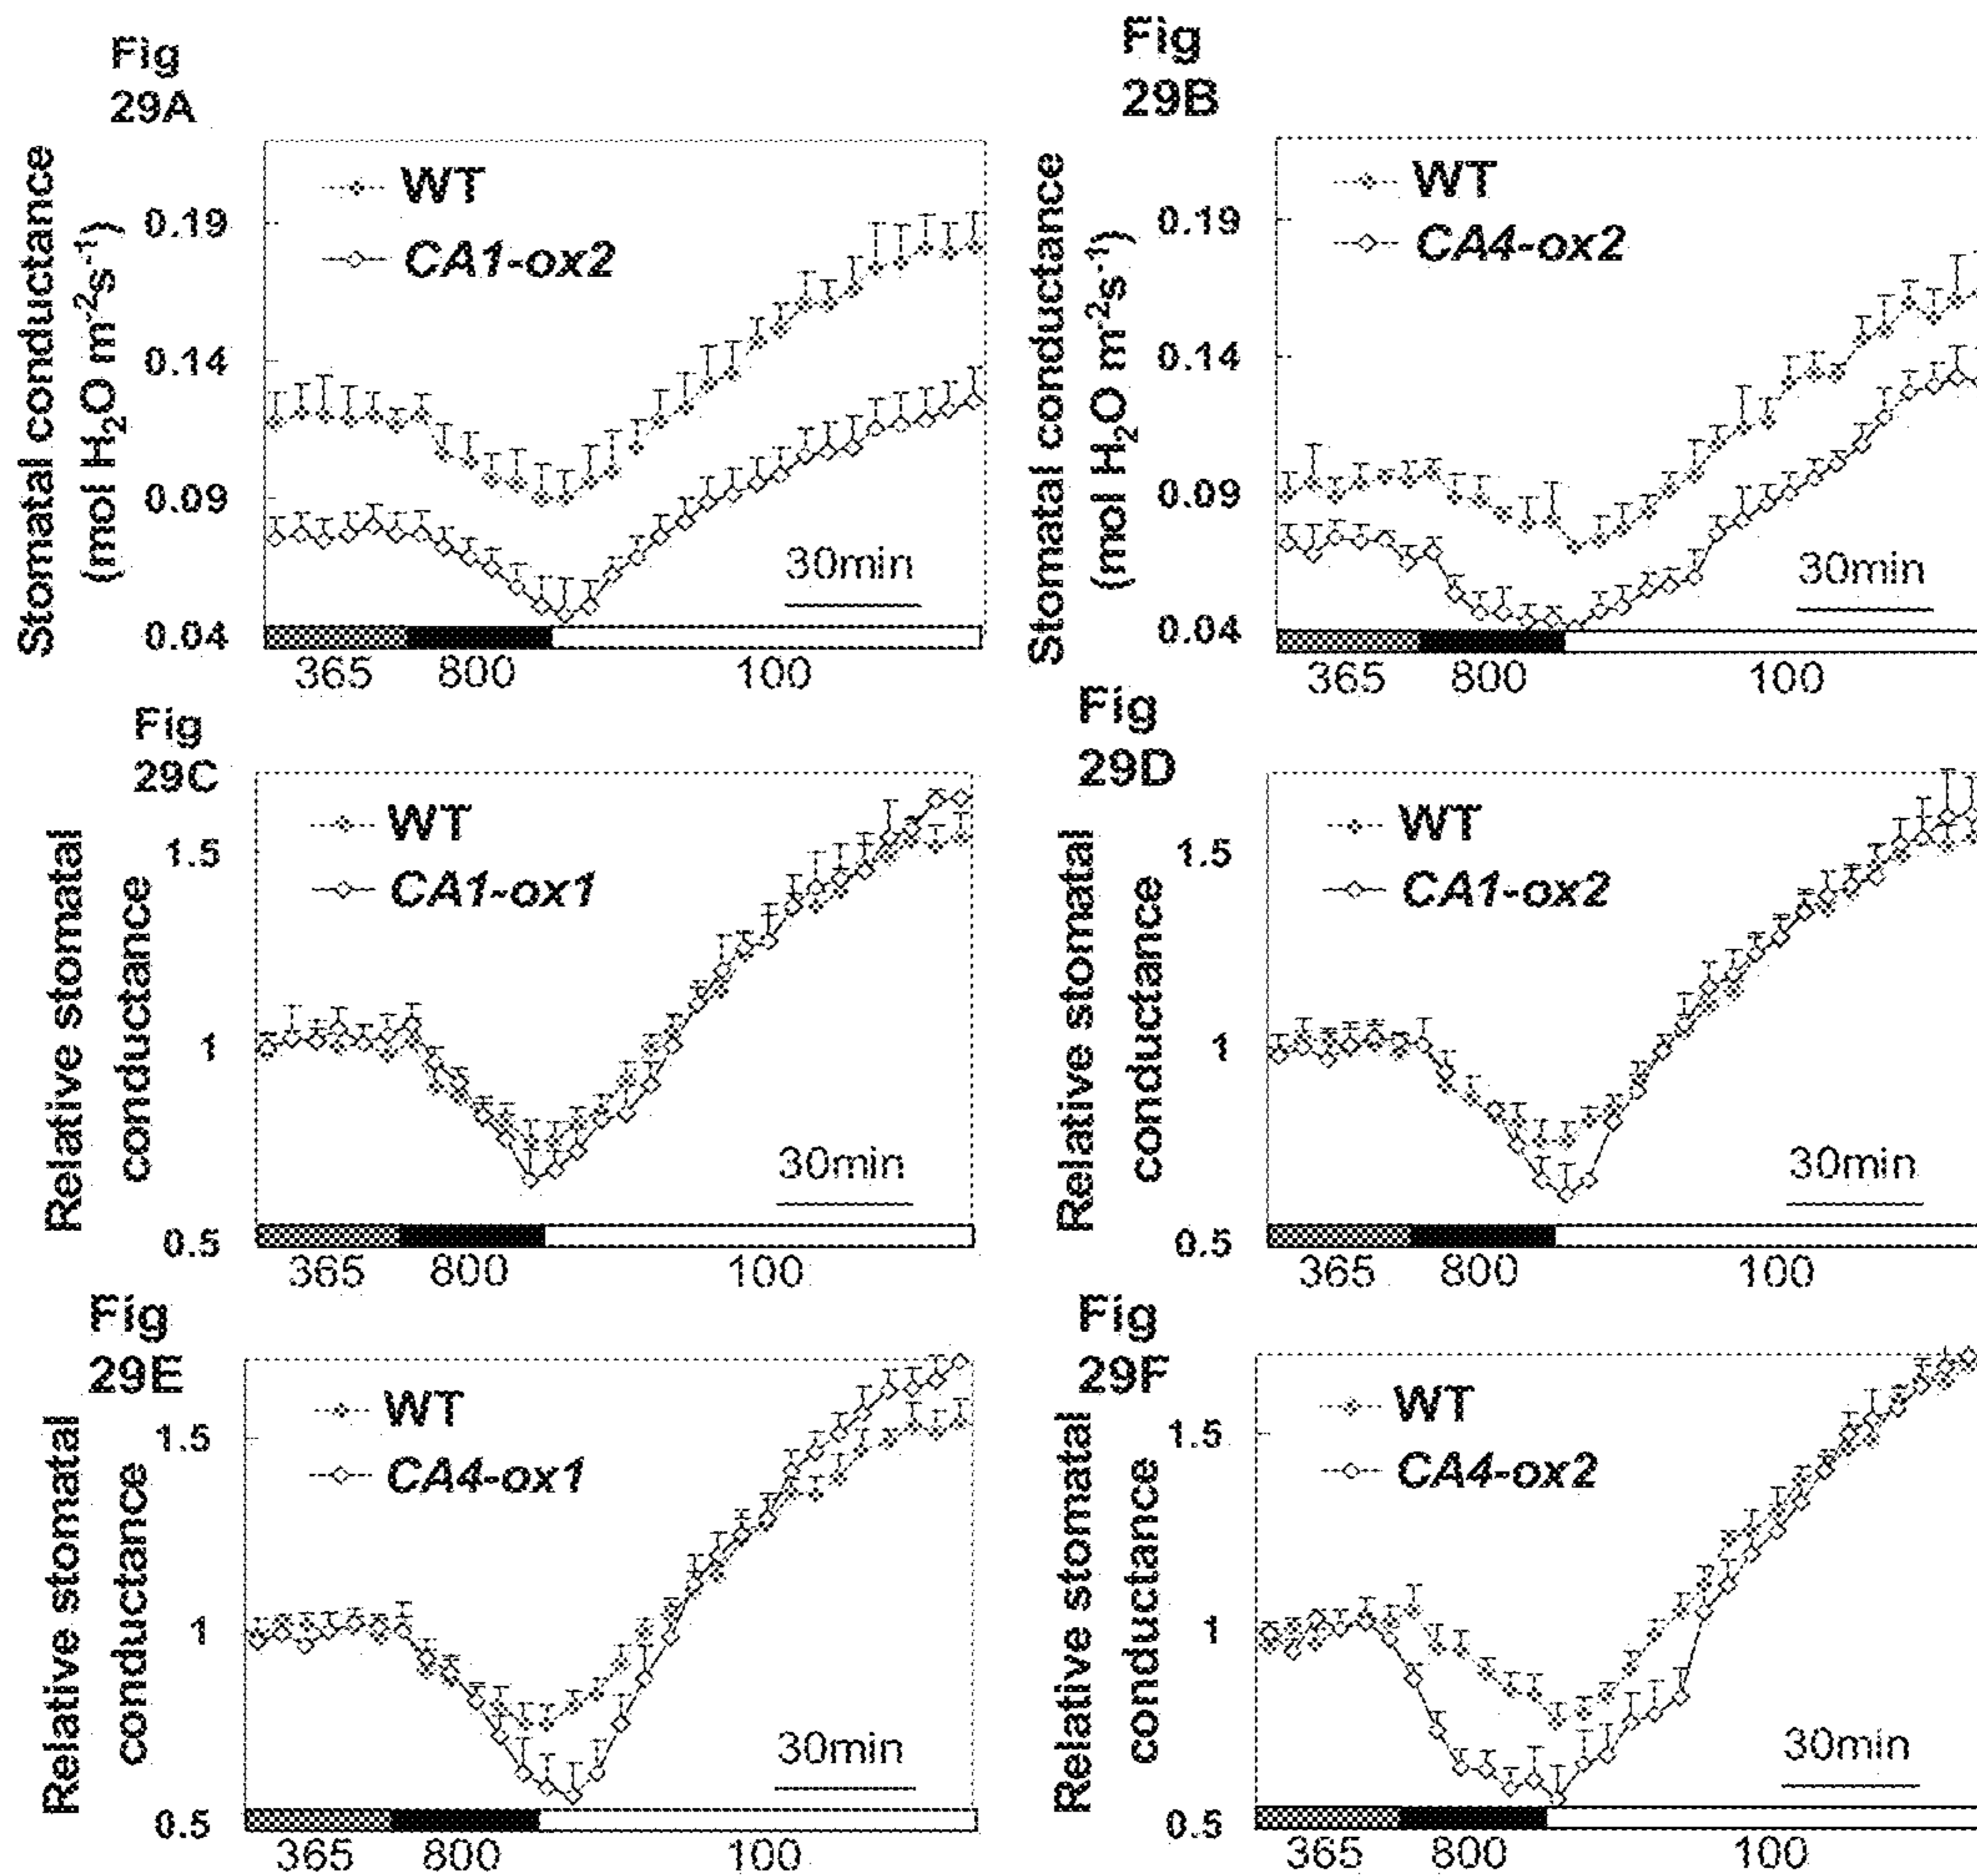 Fig
29A
Stomatal conductance
(mol H₂O m⁻²s⁻¹)
WT
CA1-ox2
0.19
0.14
0.09
0.04
30min
365 800 100
Fig
29B
Stomatal conductance
(mol H₂O m⁻²s⁻¹)
WT
CA4-ox2
0.19
0.14
0.09
0.04
30min
365 800 100
Fig
29C
Relative stomatal
conductance
WT
CA1-ox1
1.5
1
0.5
30min
365 800 100
Fig
29D
Relative stomatal
conductance
WT
CA1-ox2
1.5
1
0.5
30min
365 800 100
Fig
29E
Relative stomatal
conductance
WT
CA4-ox1
1.5
1
0.5
30min
365 800 100
Fig
29F
Relative stomatal
conductance
WT
CA4-ox2
1.5
1
0.5
30min
365 800 100